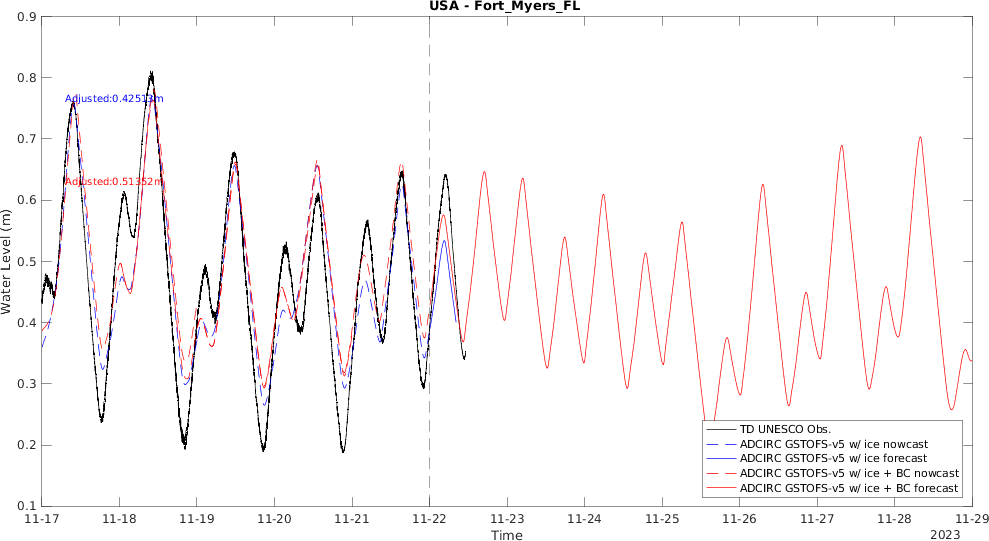 USA - Fort_Myers_FL
0.9
0.8
0.7
0.6
0.5
0.4
0.3
0.2
0.1
Water Level (m)
Adjusted:0.42513m
Adjusted:0.51352m
TD UNESCO Obs.
ADCIRC GSTOFS-v5 w/ ice nowcast
ADCIRC GSTOFS-v5 w/ ice forecast
ADCIRC GSTOFS-v5 w/ ice + BC nowcast
ADCIRC GSTOFS-v5 w/ ice + BC forecast
11-17 11-18 11-19 11-20 11-21 11-22 11-23 11-24 11-25 11-26 11-27 11-28 11-29
Time
2023